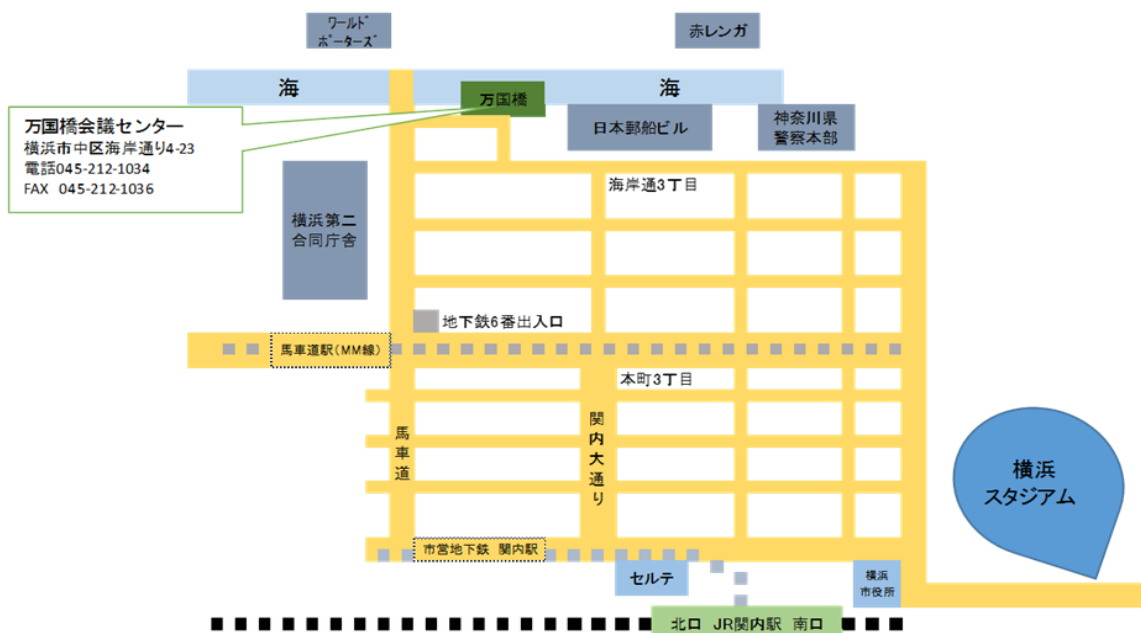 ワールド
ポーターズ
赤レンガ
海
海
万国橋
万国橋会議センター
横浜市中区海岸通り4-23
電話045-212-1034
FAX 045-212-1036
日本郵船ビル
神奈川県
警察本部
海岸通3丁目
横浜第二
合同庁舎
地下鉄6番出入口
馬車道駅(MM線)
本町3丁目
馬車道
関内大通り
横浜
スタジアム
市営地下鉄 関内駅
セルテ
横浜
市役所
北口 JR関内駅 南口